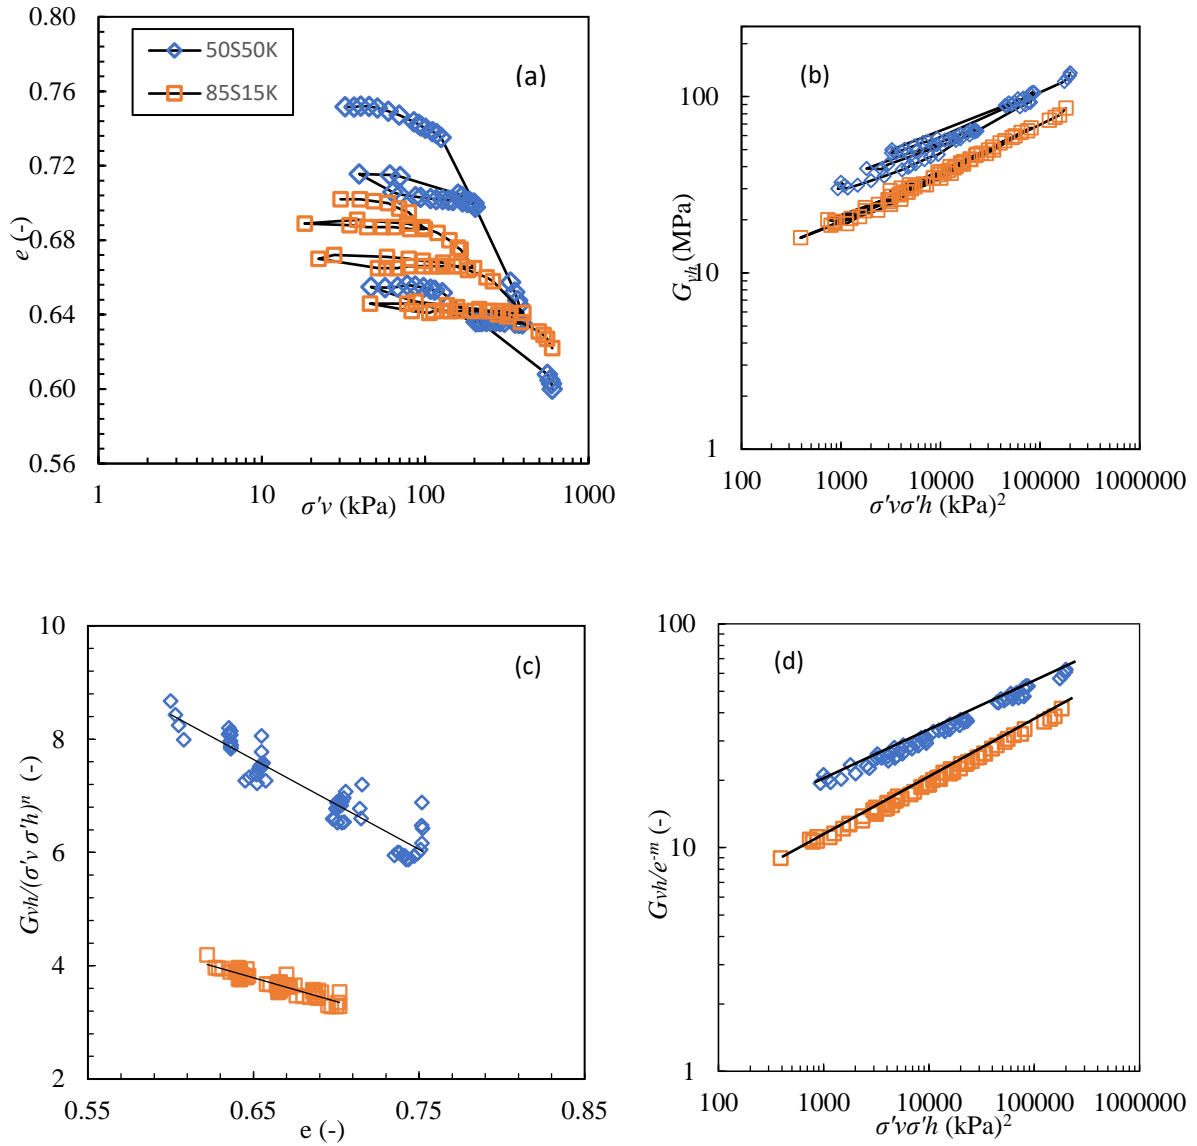 0.80
0.76
0.72
0.68
0.64
0.60
0.56
e (-)
50S50K
85S15K
(a)
1 10 100 1000
σ'v (kPa)
100
10
1
Gvh (MPa)
(b)
100 1000 10000 100000 1000000
σ'vσ'h (kPa)2
10
8
6
4
2
Gvh/(σ'v σ'h)n (-)
(c)
0.55 0.65 0.75 0.85
e (-)
100
10
1
Gvh/e-m (-)
(d)
100 1000 10000 100000 1000000
σ'vσ'h (kPa)2